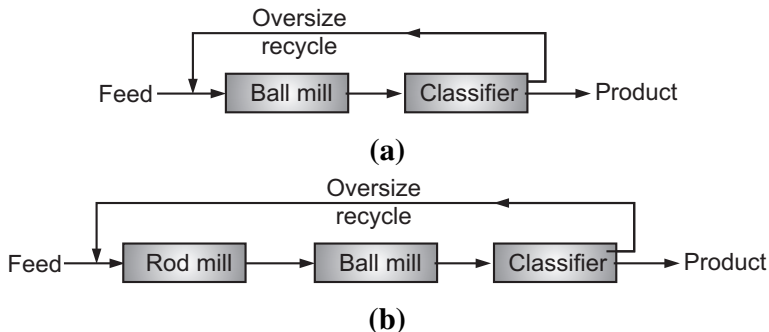 Oversize
recycle
Feed
Ball mill
Classifier
Product
(a)
Oversize
recycle
Feed
Rod mill
Ball mill
Classifier
Product
(b)